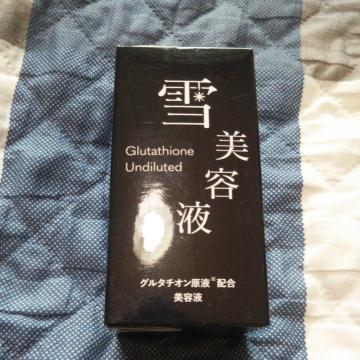 雪
美容液
Glutathione
Undiluted
グルタチオン原液※配合
美容液